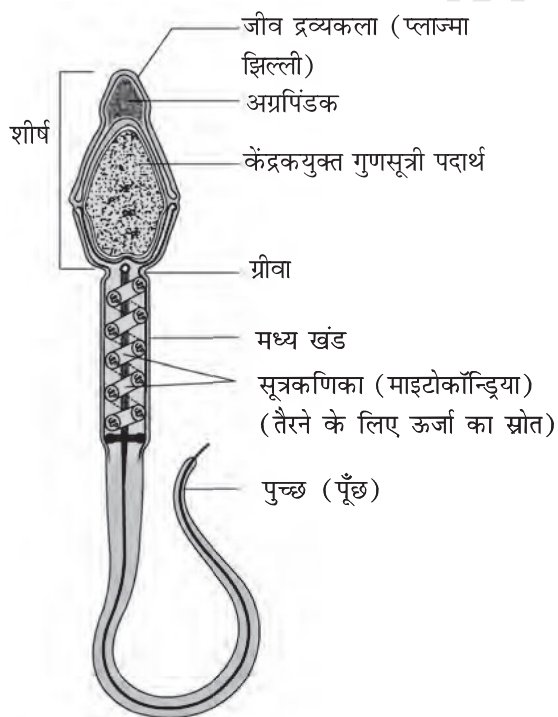 जीव द्रव्यकला (प्लाज्मा
झिल्ली)
अग्रपिंडक
शीर्ष
केंद्रकयुक्त गुणसूत्री पदार्थ
ग्रीवा
मध्य खंड
सूत्रकणिका (माइटोकॉन्ड्रिया)
(तैरने के लिए ऊर्जा का स्रोत)
पुच्छ (पूँछ)